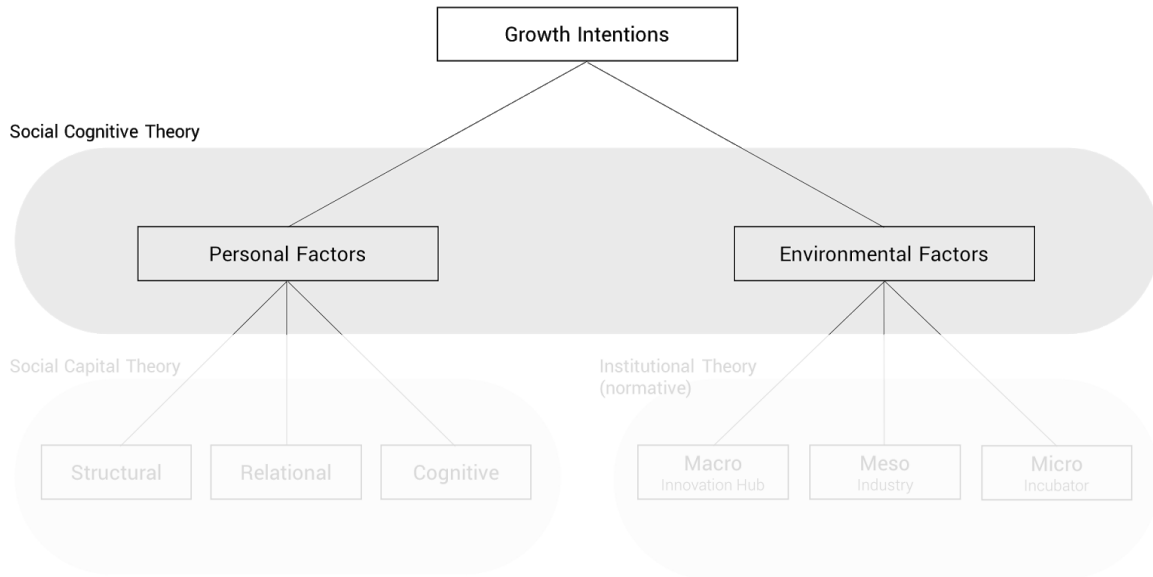 Growth Intentions
Social Cognitive Theory
Personal Factors
Environmental Factors
Social Capital Theory
Institutional Theory
(normative)
Structural
Relational
Cognitive
Macro
Innovation Hub
Meso
Industry
Micro
Incubator